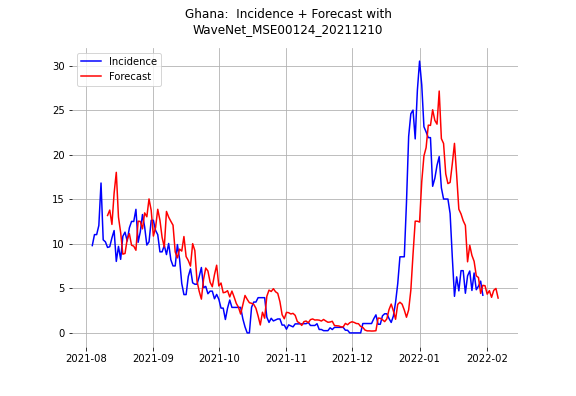 Ghana:  Incidence + Forecast with
WaveNet_MSE00124_20211210
Incidence
Forecast
30
25
20
15
10
5
0
2021-08 2021-09 2021-10 2021-11 2021-12 2022-01 2022-02